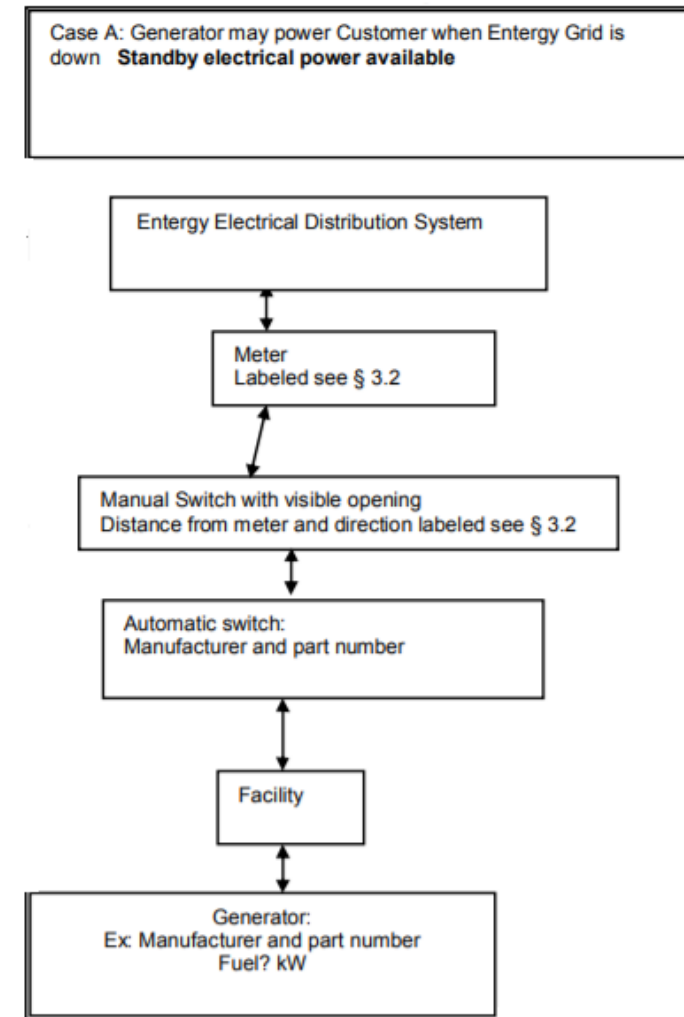 Case A: Generator may power Customer when Entergy Grid is
down Standby electrical power available
Entergy Electrical Distribution System
Meter
Labeled see § 3.2
Manual Switch with visible opening
Distance from meter and direction labeled see § 3.2
Automatic switch:
Manufacturer and part number
Facility
Generator:
Ex: Manufacturer and part number
Fuel? kW